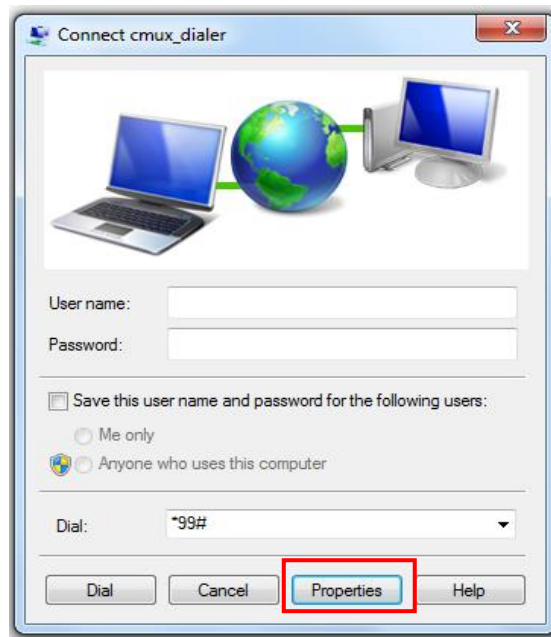 Connect cmux_dialer
User name:
Password:
Save this user name and password for the following users:
Me only
Anyone who uses this computer
Dial: *99#
Dial Cancel Properties Help